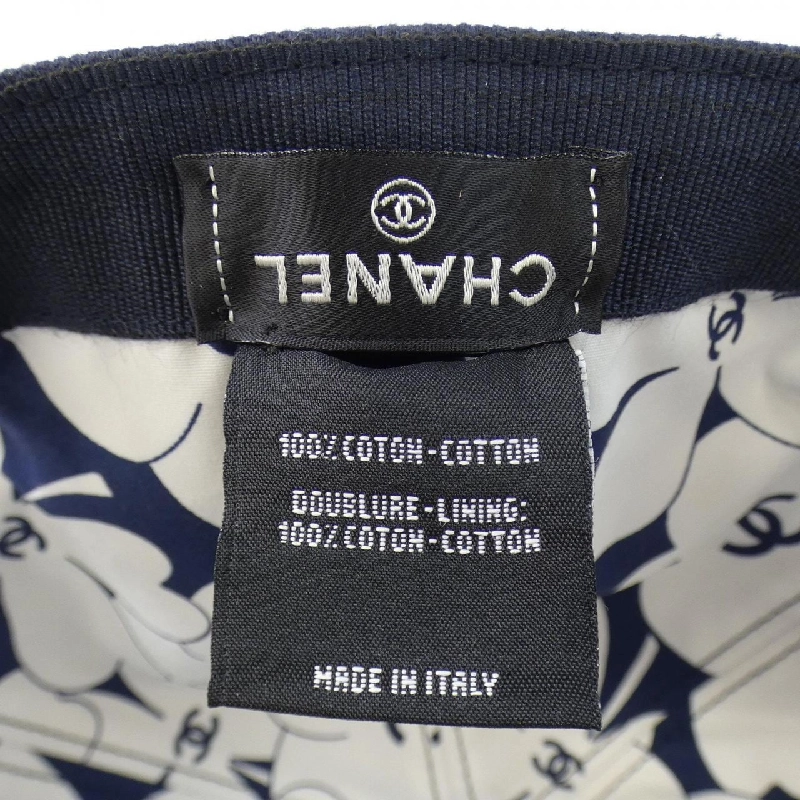 CHANEL
100% COTON-COTTON
DOUBLURE-LINING:
100% COTON-COTTON
MADE IN ITALY